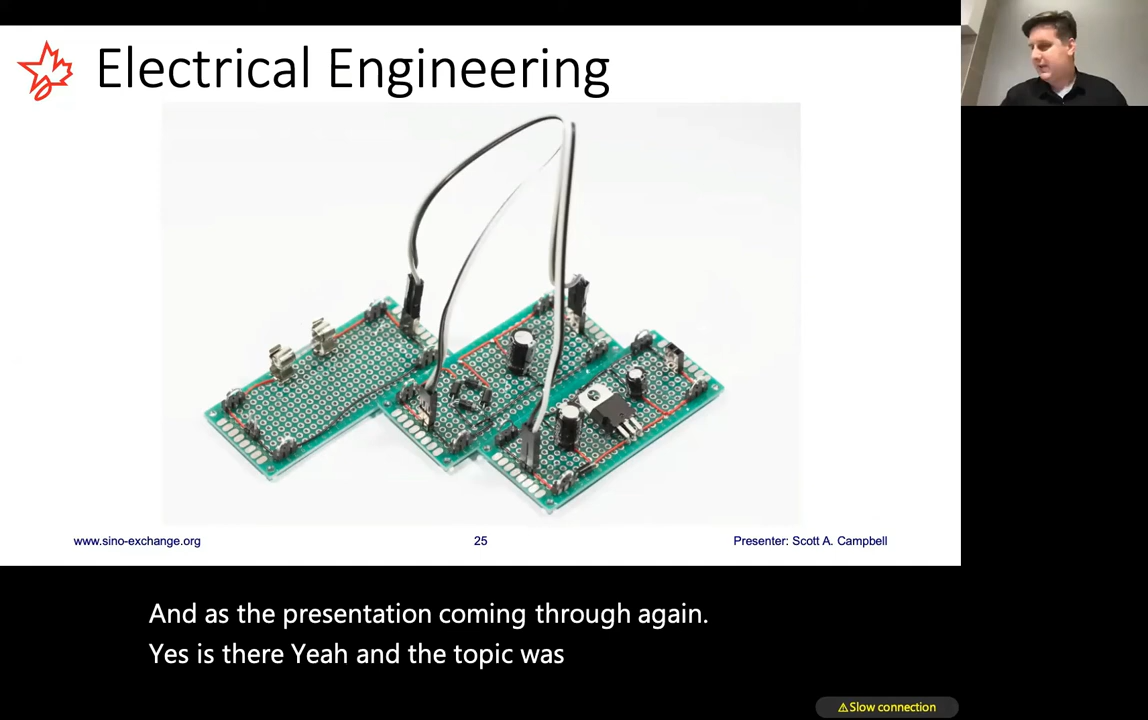 Electrical Engineering
www.sino-exchange.org
25
Presenter: Scott A. Campbell
And as the presentation coming through again.
Yes is there Yeah and the topic was
⚠Slow connection